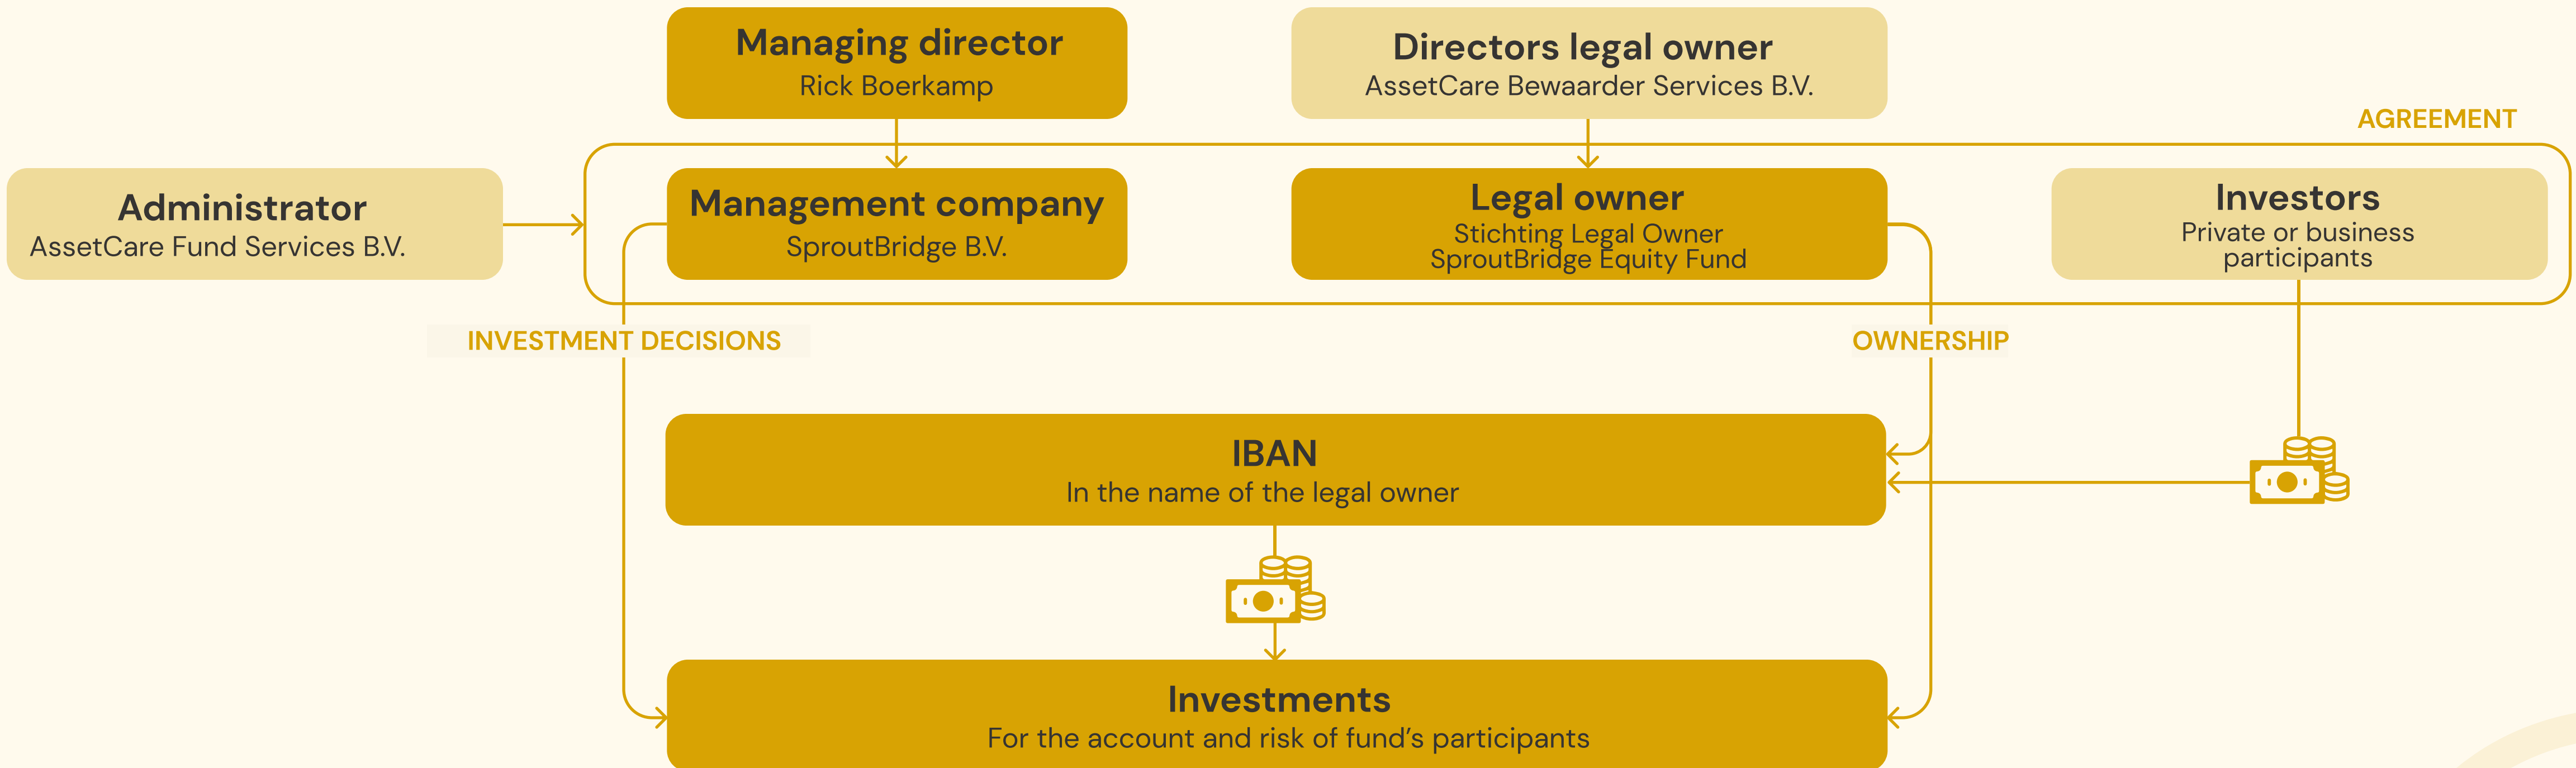 Managing director
Rick Boerkamp
Directors legal owner
AssetCare Bewaarder Services B.V.
AGREEMENT
Administrator
AssetCare Fund Services B.V.
Management company
SproutBridge B.V.
Legal owner
Stichting Legal Owner
SproutBridge Equity Fund
Investors
Private or business
participants
INVESTMENT DECISIONS
OWNERSHIP
IBAN
In the name of the legal owner
Investments
For the account and risk of fund’s participants